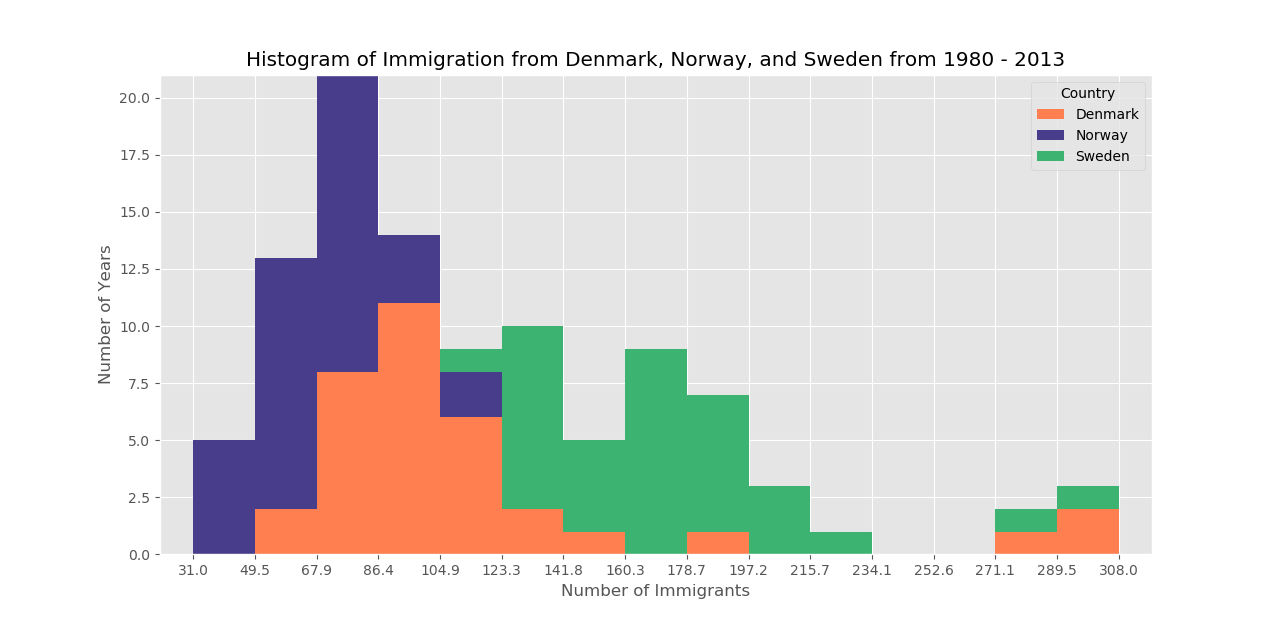 Histogram of Immigration from Denmark, Norway, and Sweden from 1980 - 2013
Country
Denmark
Norway
Sweden
Number of Years
20.0
17.5
15.0
12.5
10.0
7.5
5.0
2.5
0.0
31.0 49.5 67.9 86.4 104.9 123.3 141.8 160.3 178.7 197.2 215.7 234.1 252.6 271.1 289.5 308.0
Number of Immigrants